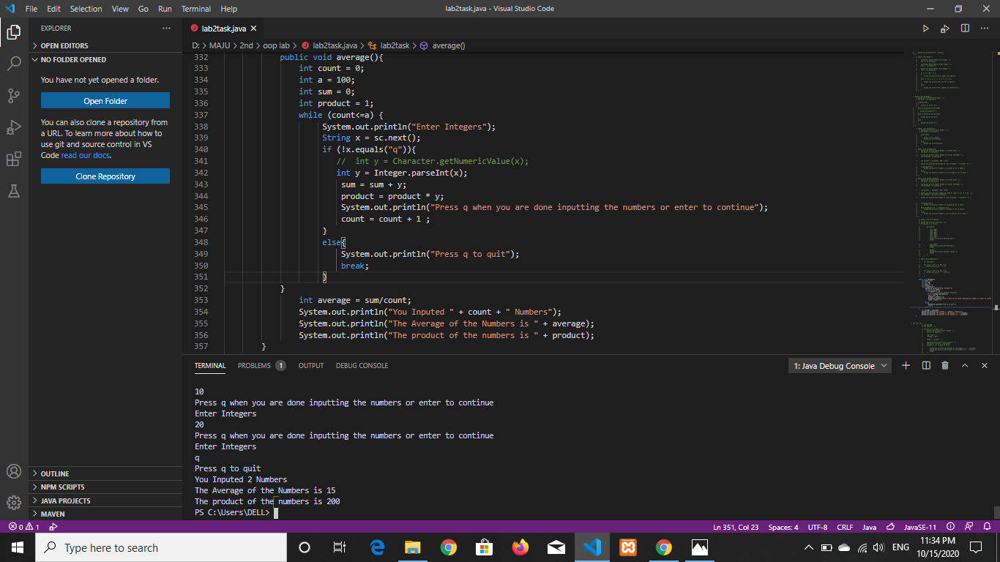 File Edit Selection View Go Run Terminal Help
lab2task.java - Visual Studio Code
EXPLORER
OPEN EDITORS
NO FOLDER OPENED
You have not yet opened a folder.
Open Folder
You can also clone a repository from
a URL. To learn more about how to
use git and source control in VS
Code read our docs.
Clone Repository
OUTLINE
NPM SCRIPTS
JAVA PROJECTS
MAVEN
lab2task.java
D: > MAJU > 2nd > oop lab > lab2task.java > lab2task > average()
332 public void average(){
333 int count = 0;
334 int a = 100;
335 int sum = 0;
336 int product = 1;
337 while (count<=a) {
338 System.out.println("Enter Integers");
339 String x = sc.next();
340 if (!x.equals("q")){
341 //  int y = Character.getNumericValue(x);
342 int y = Integer.parseInt(x);
343 sum = sum + y;
344 product = product * y;
345 System.out.println("Press q when you are done inputting the numbers or enter to continue");
346 count = count + 1 ;
347 }
348 else{
349 System.out.println("Press q to quit");
350 break;
351 }
352 }
353 int average = sum/count;
354 System.out.println("You Inputed " + count + " Numbers");
355 System.out.println("The Average of the Numbers is " + average);
356 System.out.println("The product of the numbers is " + product);
357 }
TERMINAL PROBLEMS 1 OUTPUT DEBUG CONSOLE
1: Java Debug Console
10
Press q when you are done inputting the numbers or enter to continue
Enter Integers
20
Press q when you are done inputting the numbers or enter to continue
Enter Integers
q
Press q to quit
You Inputed 2 Numbers
The Average of the Numbers is 15
The product of the numbers is 200
PS C:\Users\DELL>
0 1
Ln 351, Col 23 Spaces: 4 UTF-8 CRLF Java JavaSE-11
Type here to search
ENG
11:34 PM
10/15/2020